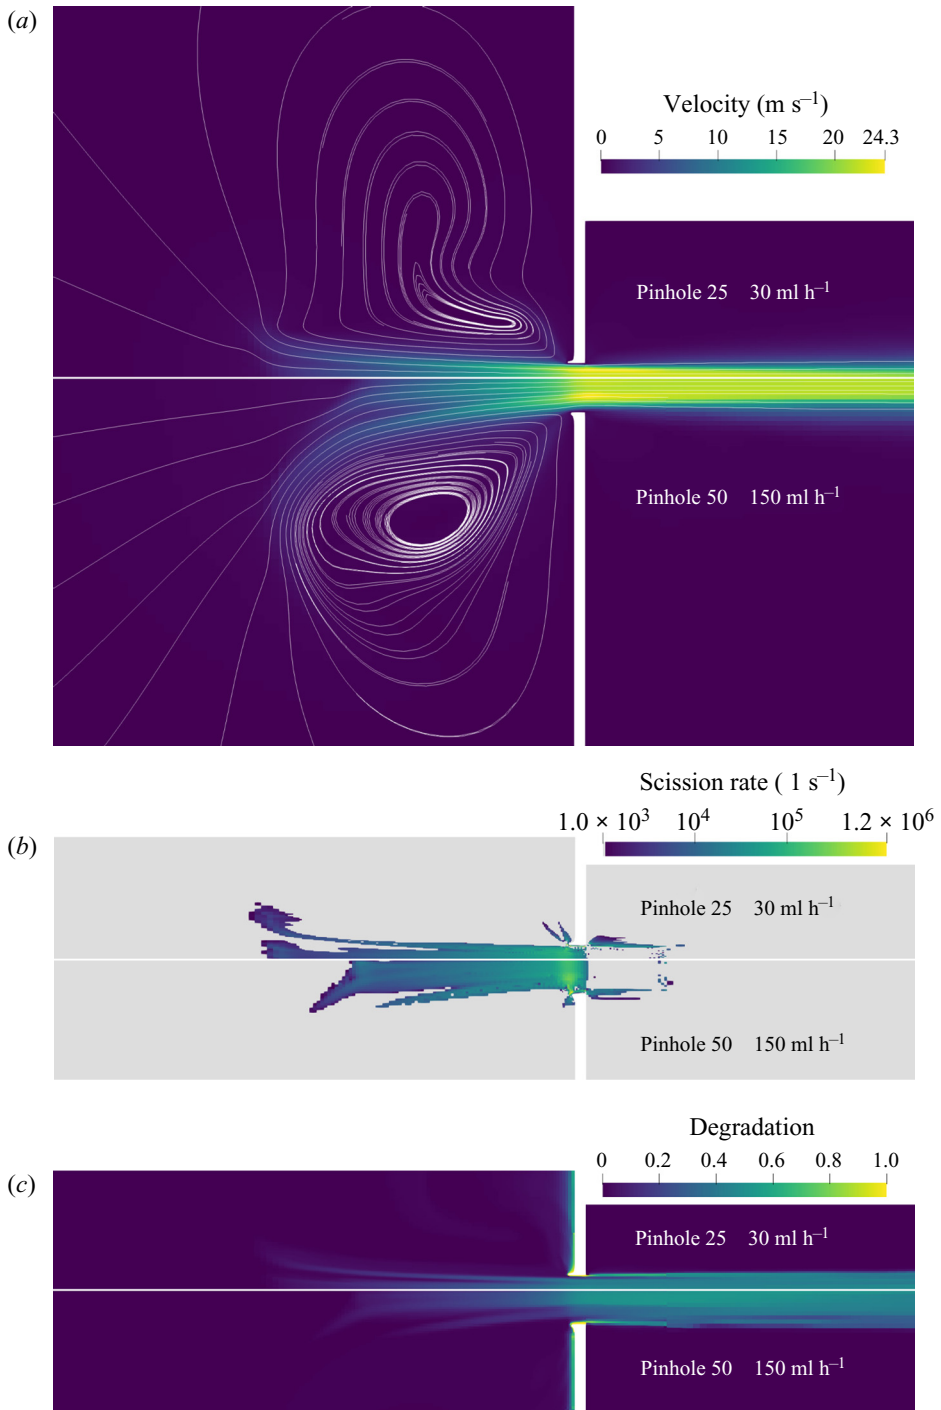 (a)
Velocity (m s⁻¹)
0 5 10 15 20 24.3
Pinhole 25 30 ml h⁻¹
Pinhole 50 150 ml h⁻¹
Scission rate ( 1 s⁻¹)
(b)
1.0 × 10³ 10⁴ 10⁵ 1.2 × 10⁶
Pinhole 25 30 ml h⁻¹
Pinhole 50 150 ml h⁻¹
Degradation
(c)
0 0.2 0.4 0.6 0.8 1.0
Pinhole 25 30 ml h⁻¹
Pinhole 50 150 ml h⁻¹